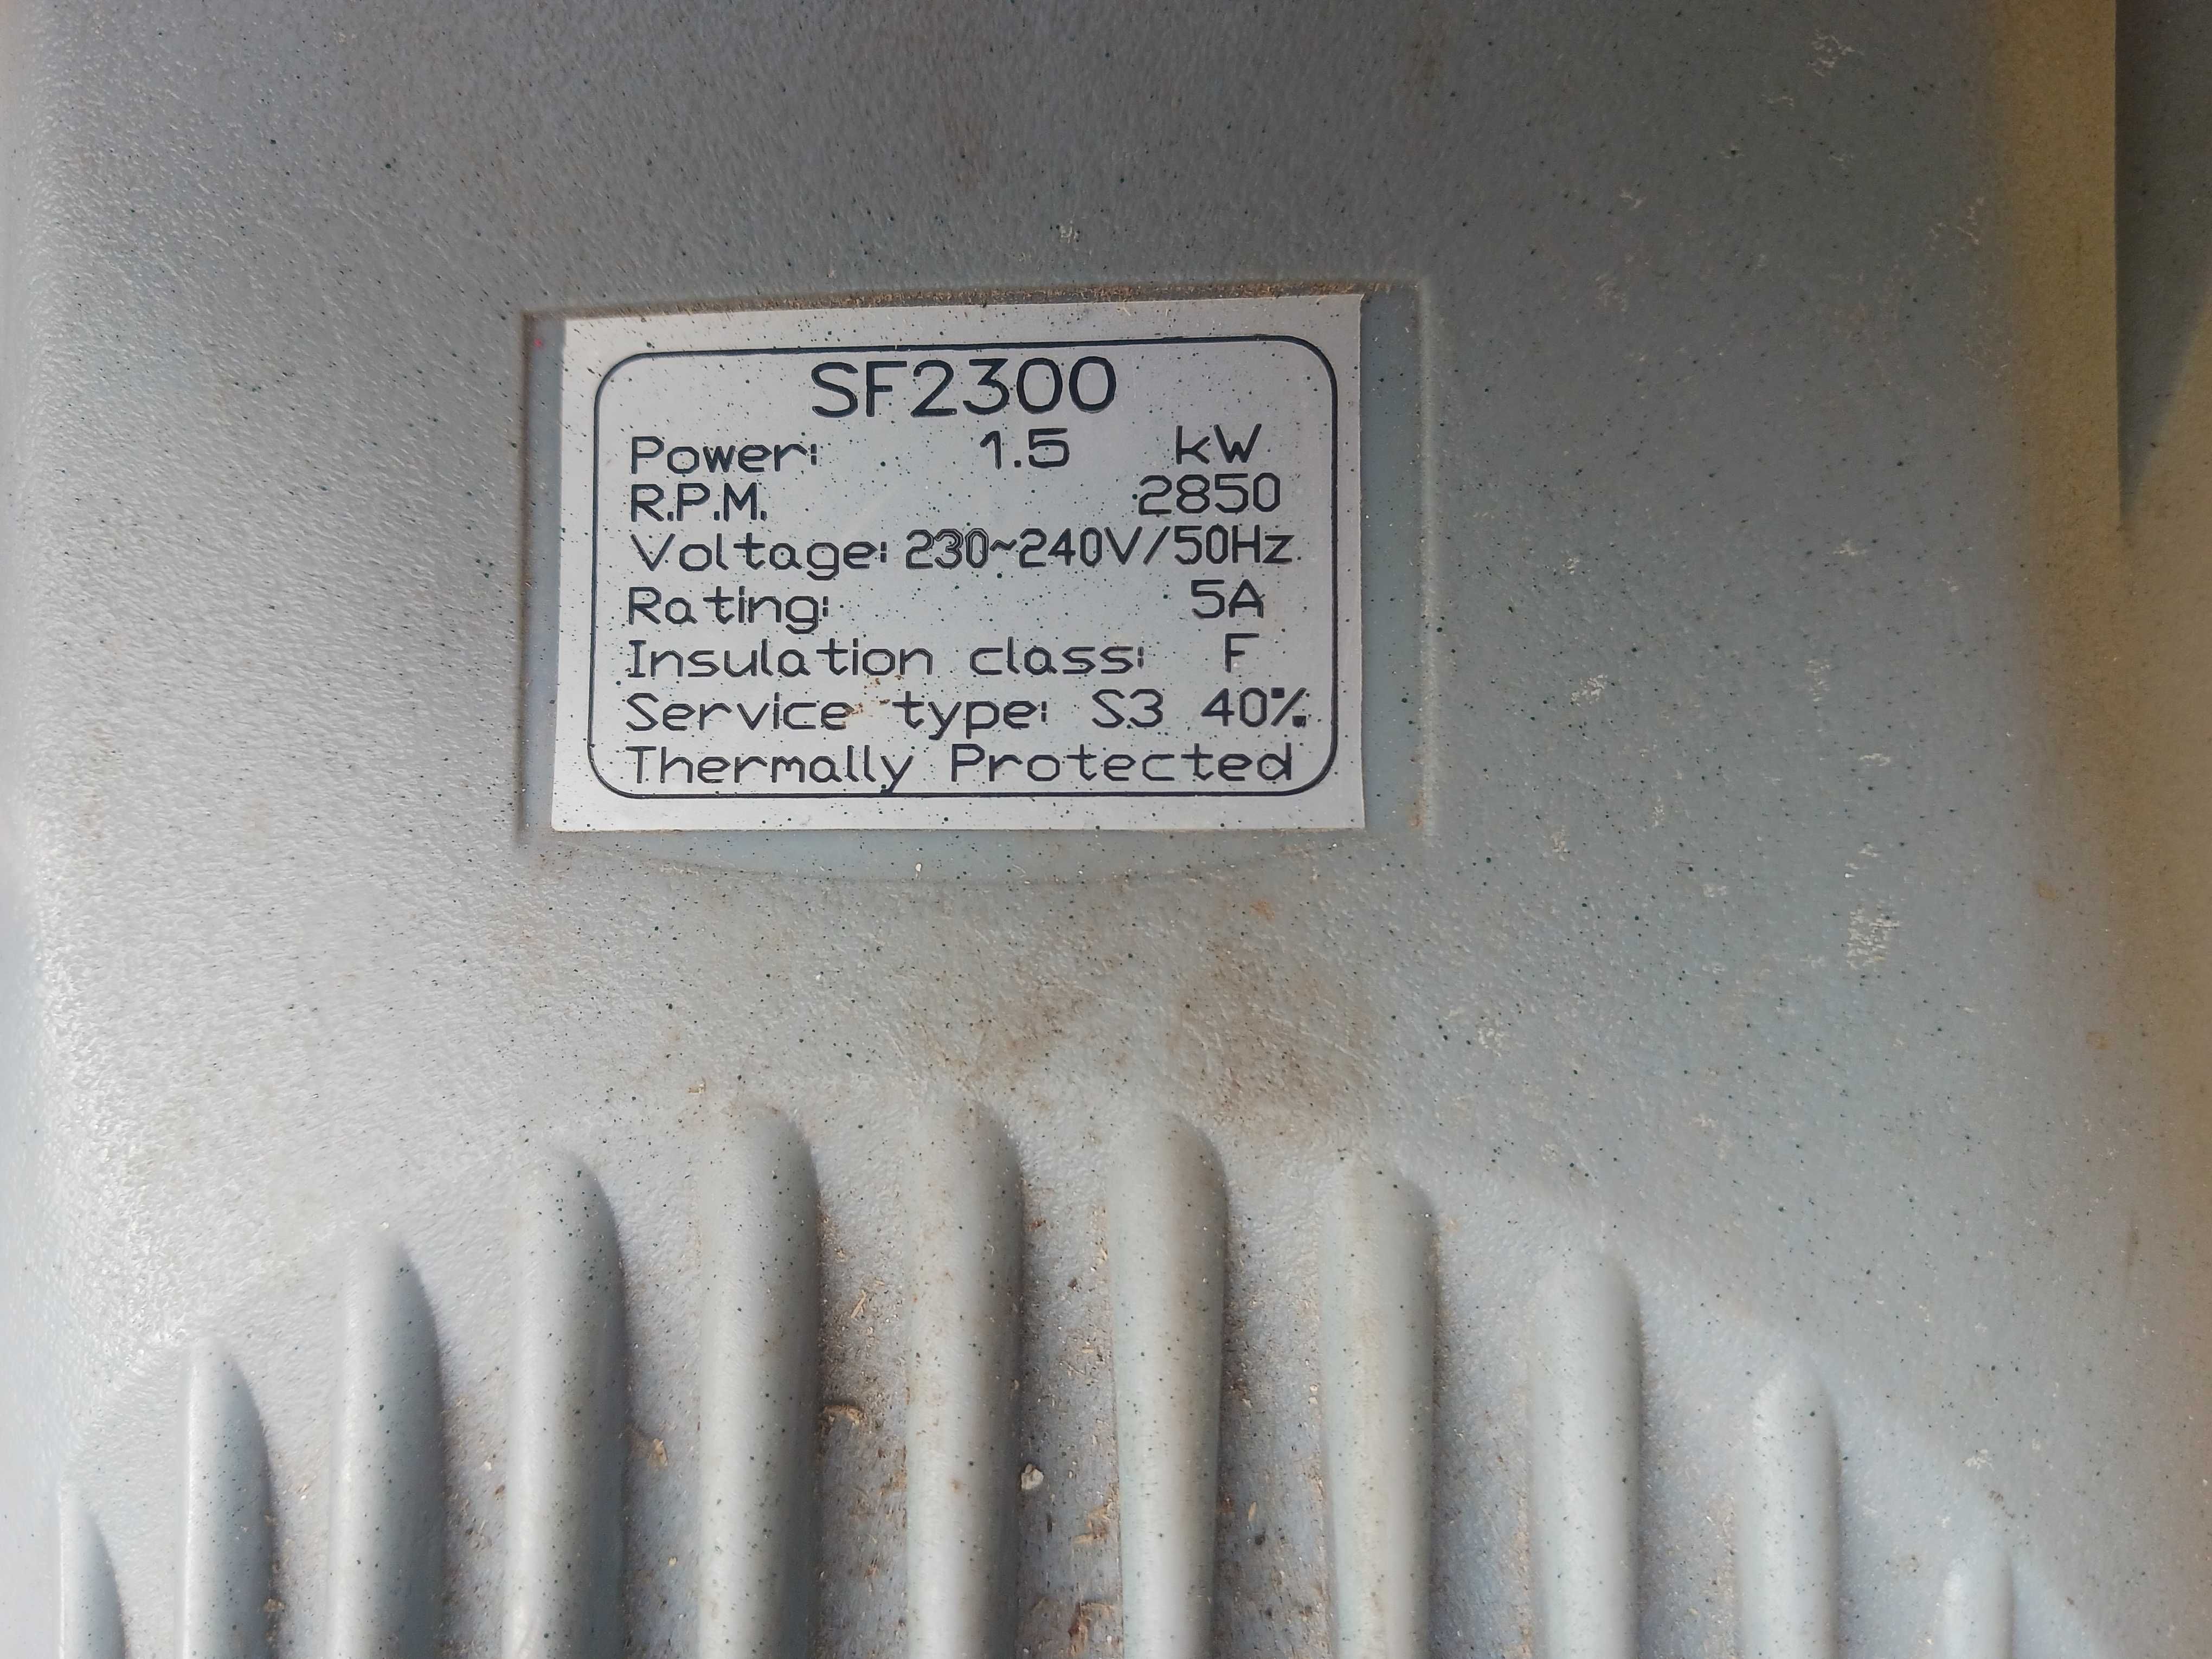 SF2300
Power: 1.5 kW
R.P.M. 2850
Voltage: 230~240V/50Hz
Rating: 5A
Insulation class: F
Service type: S3 40%
Thermally Protected